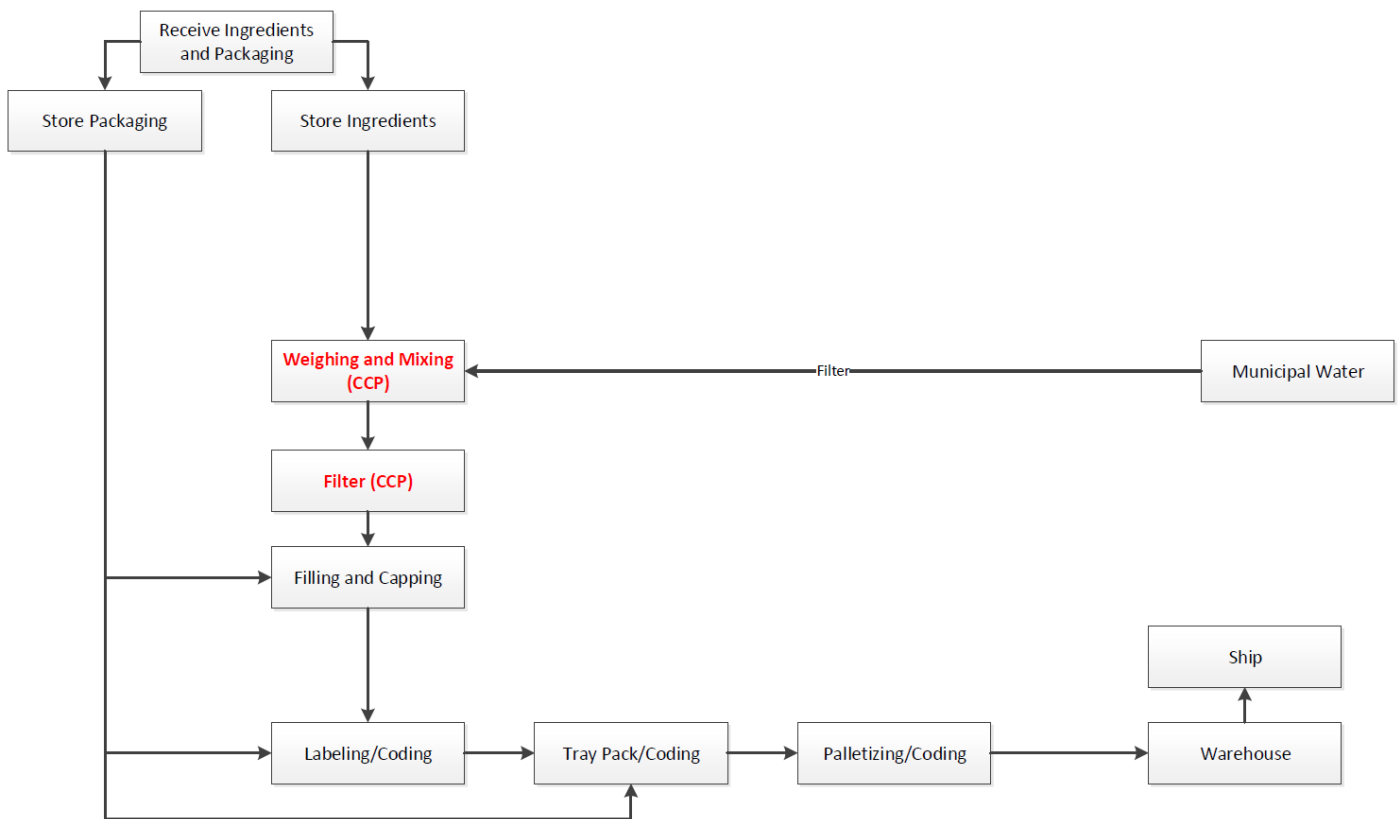 Receive Ingredients
and Packaging
Store Packaging
Store Ingredients
Weighing and Mixing
(CCP)
Filter
Municipal Water
Filter (CCP)
Filling and Capping
Ship
Labeling/Coding
Tray Pack/Coding
Palletizing/Coding
Warehouse